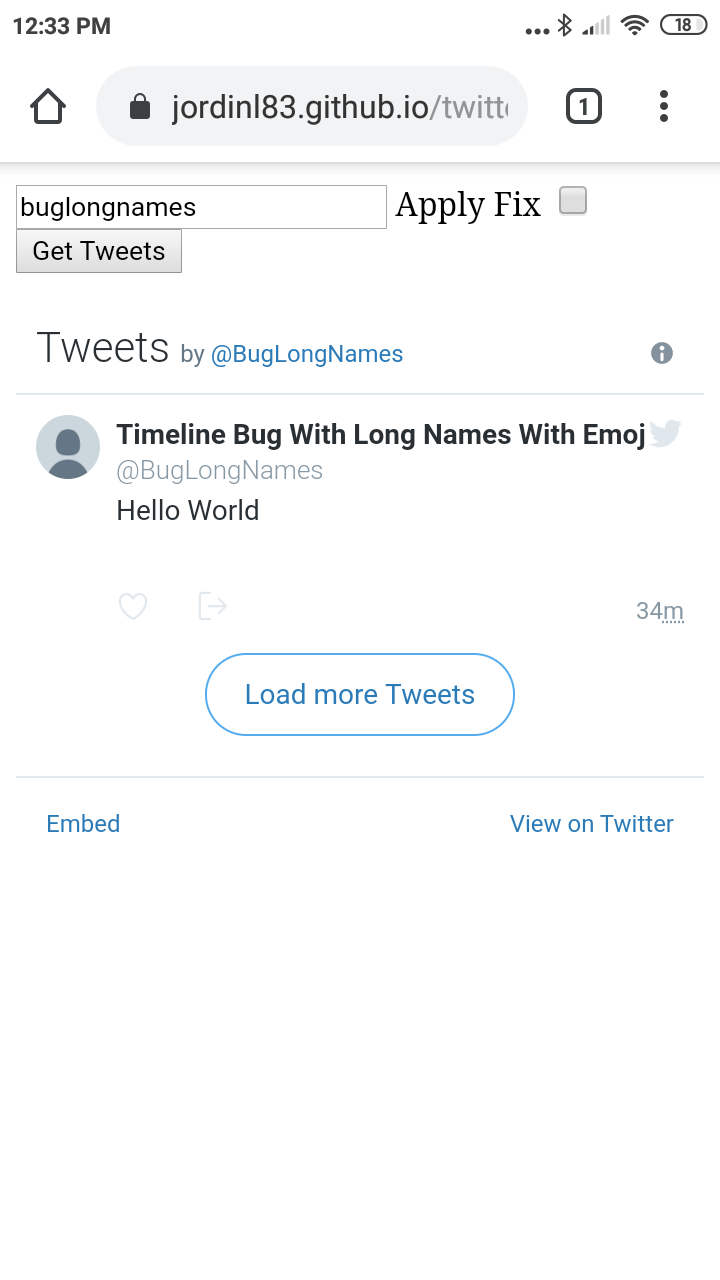 12:33 PM 18
jordinl83.github.io/twitt
1
buglongnames Apply Fix
Get Tweets
Tweets by @BugLongNames
Timeline Bug With Long Names With Emoj
@BugLongNames
Hello World
34m
Load more Tweets
Embed View on Twitter